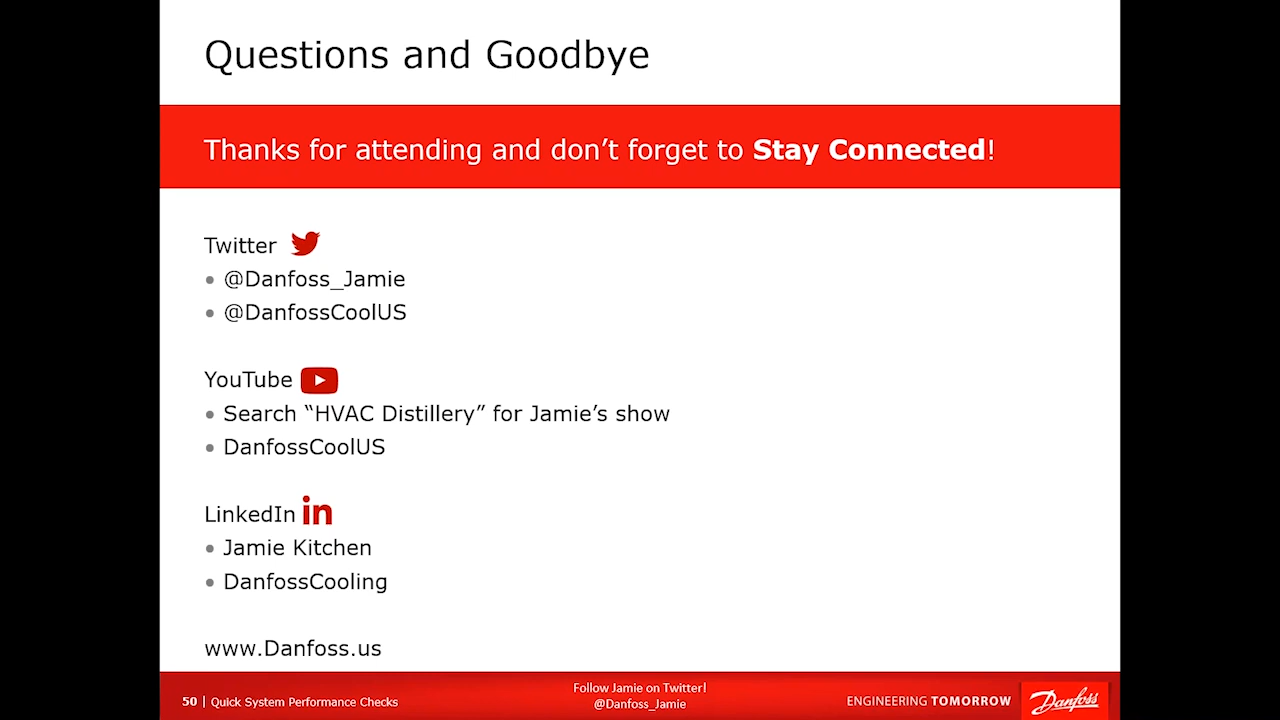 Questions and Goodbye
Thanks for attending and don’t forget to Stay Connected!
Twitter
• @Danfoss_Jamie
• @DanfossCoolUS
YouTube
• Search “HVAC Distillery” for Jamie’s show
• DanfossCoolUS
LinkedIn in
• Jamie Kitchen
• DanfossCooling
www.Danfoss.us
50 | Quick System Performance Checks
Follow Jamie on Twitter!
@Danfoss_Jamie
ENGINEERING TOMORROW
Danfoss